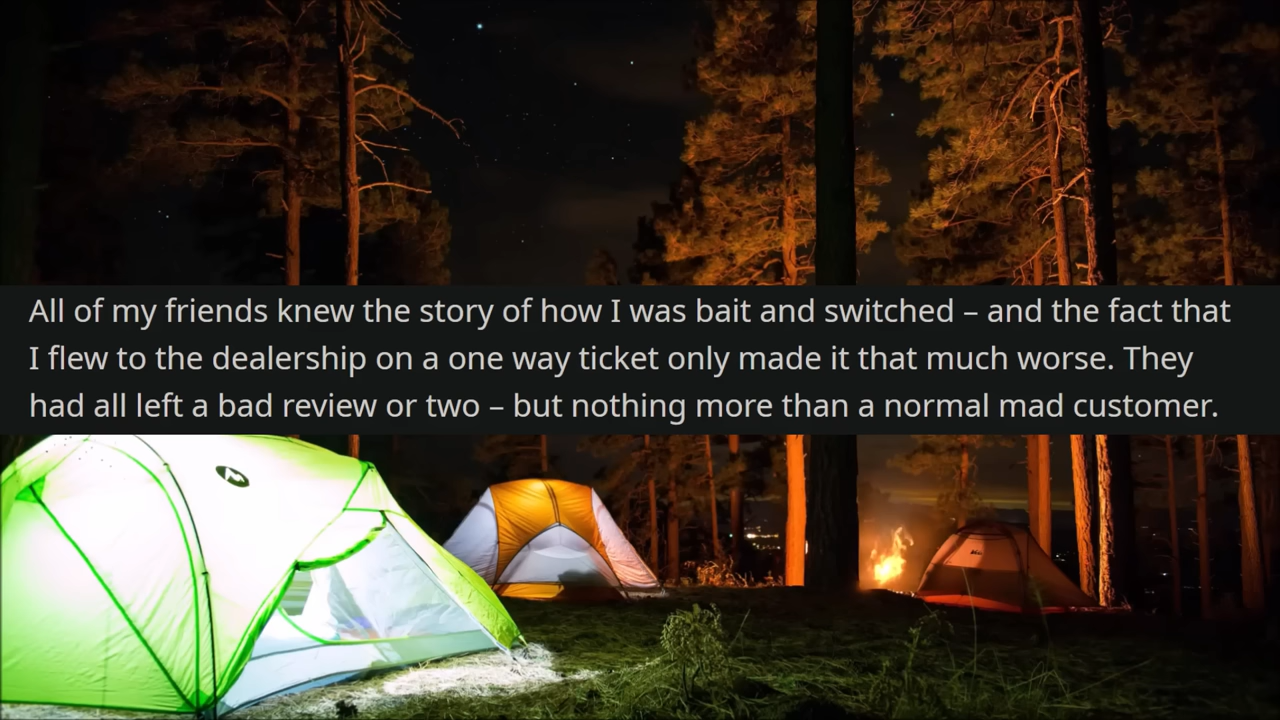 All of my friends knew the story of how I was bait and switched – and the fact that
I flew to the dealership on a one way ticket only made it that much worse. They
had all left a bad review or two – but nothing more than a normal mad customer.